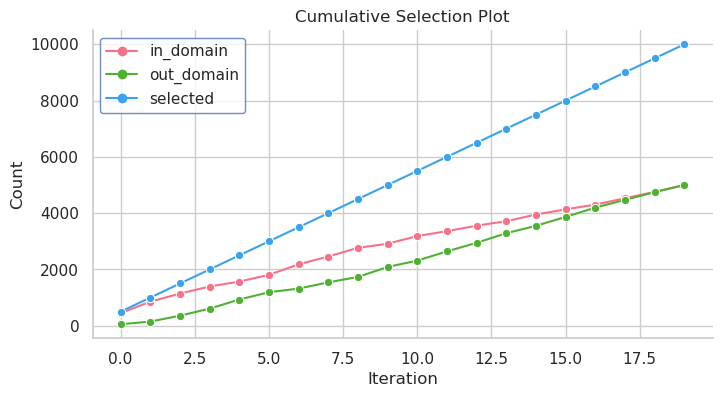 Cumulative Selection Plot
in_domain
out_domain
selected
Count
10000
8000
6000
4000
2000
0
0.0 2.5 5.0 7.5 10.0 12.5 15.0 17.5
Iteration